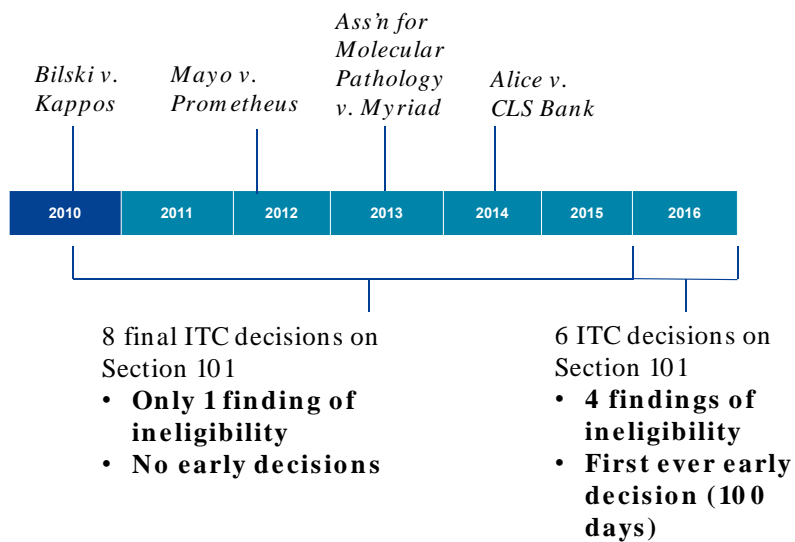 Bilski v.
Kappos
Mayo v.
Prometheus
Ass'n for
Molecular
Pathology
v. Myriad
Alice v.
CLS Bank
2010 2011 2012 2013 2014 2015 2016
8 final ITC decisions on
Section 101
• Only 1 finding of
ineligibility
• No early decisions
6 ITC decisions on
Section 101
• 4 findings of
ineligibility
• First ever early
decision (100
days)